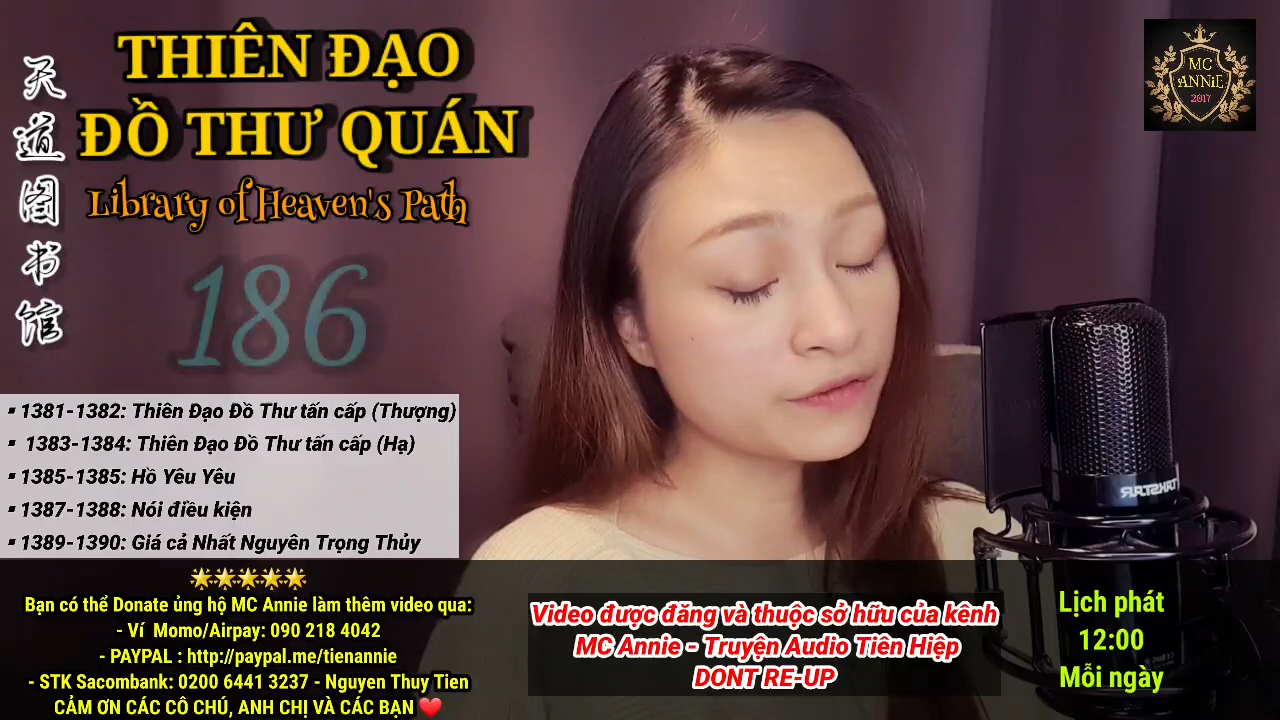 THIÊN ĐẠO
ĐỒ THƯ QUÁN
Library of Heaven's Path
天道图书馆
186
MC
ANNiE
2017
▪ 1381-1382: Thiên Đạo Đồ Thư tấn cấp (Thượng)
▪ 1383-1384: Thiên Đạo Đồ Thư tấn cấp (Hạ)
▪ 1385-1385: Hồ Yêu Yêu
▪ 1387-1388: Nói điều kiện
▪ 1389-1390: Giá cả Nhất Nguyên Trọng Thủy
TAKSTAR
🌟🌟🌟🌟🌟
Bạn có thể Donate ủng hộ MC Annie làm thêm video qua:
- Ví Momo/Airpay: 090 218 4042
- PAYPAL : http://paypal.me/tienannie
- STK Sacombank: 0200 6441 3237 - Nguyen Thuy Tien
CẢM ƠN CÁC CÔ CHÚ, ANH CHỊ VÀ CÁC BẠN ❤️
Video được đăng và thuộc sở hữu của kênh
MC Annie - Truyện Audio Tiên Hiệp
DONT RE-UP
Lịch phát
12:00
Mỗi ngày